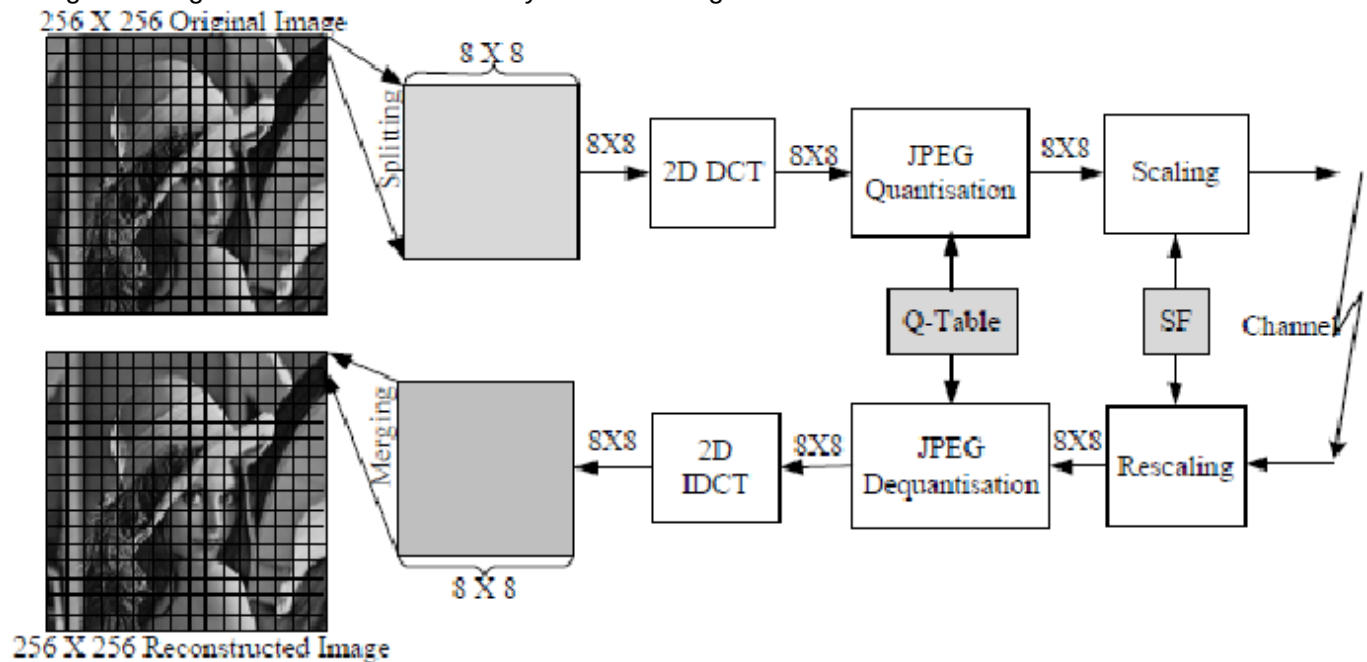 256 X 256 Original Image
8 X 8
Splitting
8X8
2D DCT
8X8
JPEG
Quantisation
8X8
Scaling
Q-Table
SF
Channel
Merging
8X8
2D
IDCT
8X8
JPEG
Dequantisation
8X8
Rescaling
8 X 8
256 X 256 Reconstructed Image